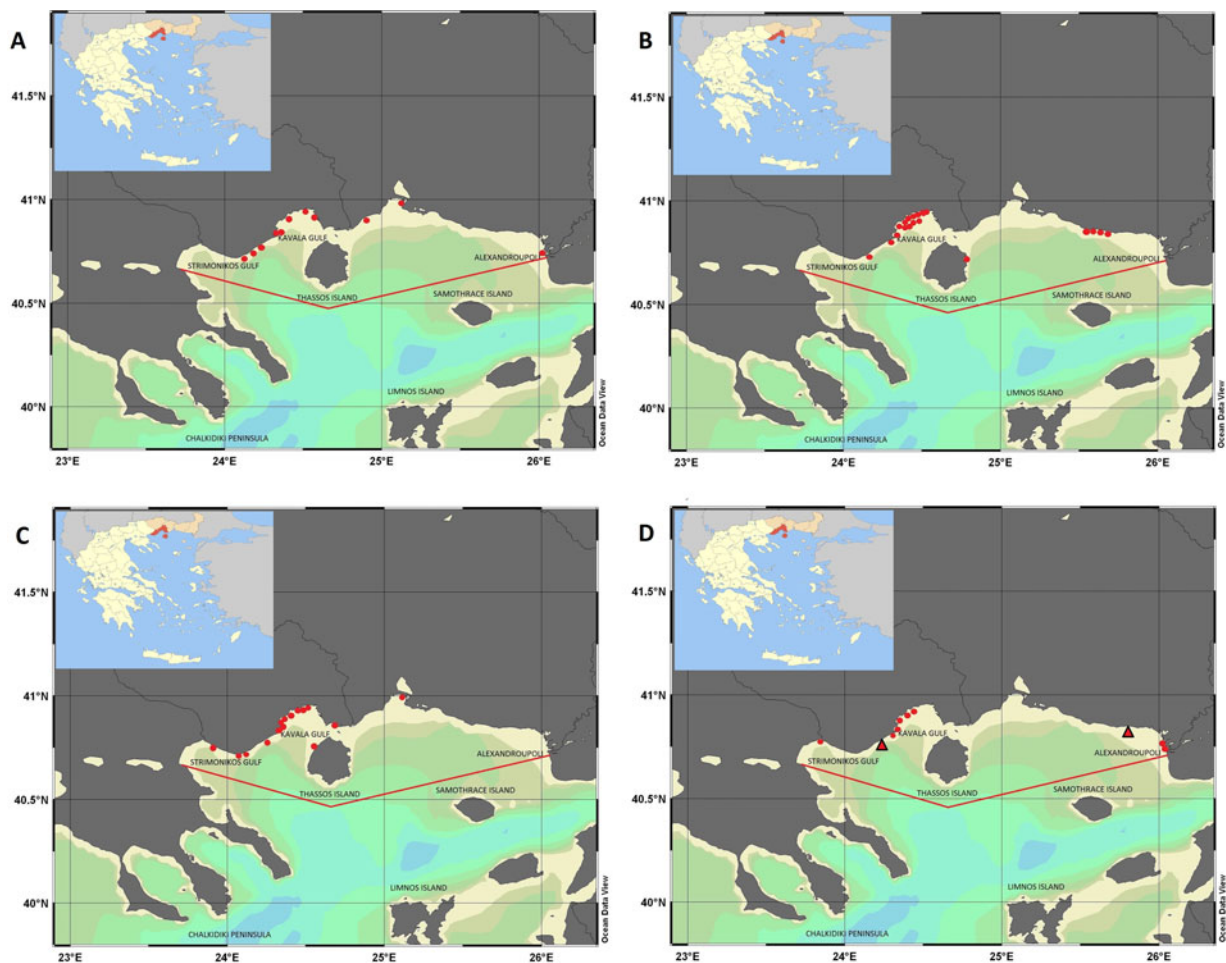 A
41.5°N
41°N
KAVALA GULF
STRIMONIKOS GULF
ALEXANDROUPOLI
40.5°N
THASSOS ISLAND
SAMOTHRACE ISLAND
40°N
LIMNOS ISLAND
CHALKIDIKI PENINSULA
Ocean Data View
23°E
24°E
25°E
26°E
B
41.5°N
41°N
KAVALA GULF
STRIMONIKOS GULF
ALEXANDROUPOLI
40.5°N
THASSOS ISLAND
SAMOTHRACE ISLAND
40°N
LIMNOS ISLAND
CHALKIDIKI PENINSULA
Ocean Data View
23°E
24°E
25°E
26°E
C
41.5°N
41°N
KAVALA GULF
STRIMONIKOS GULF
ALEXANDROUPOLI
40.5°N
THASSOS ISLAND
SAMOTHRACE ISLAND
40°N
LIMNOS ISLAND
CHALKIDIKI PENINSULA
Ocean Data View
23°E
24°E
25°E
26°E
D
41.5°N
41°N
KAVALA GULF
STRIMONIKOS GULF
ALEXANDROUPOLI
40.5°N
THASSOS ISLAND
SAMOTHRACE ISLAND
40°N
LIMNOS ISLAND
CHALKIDIKI PENINSULA
Ocean Data View
23°E
24°E
25°E
26°E